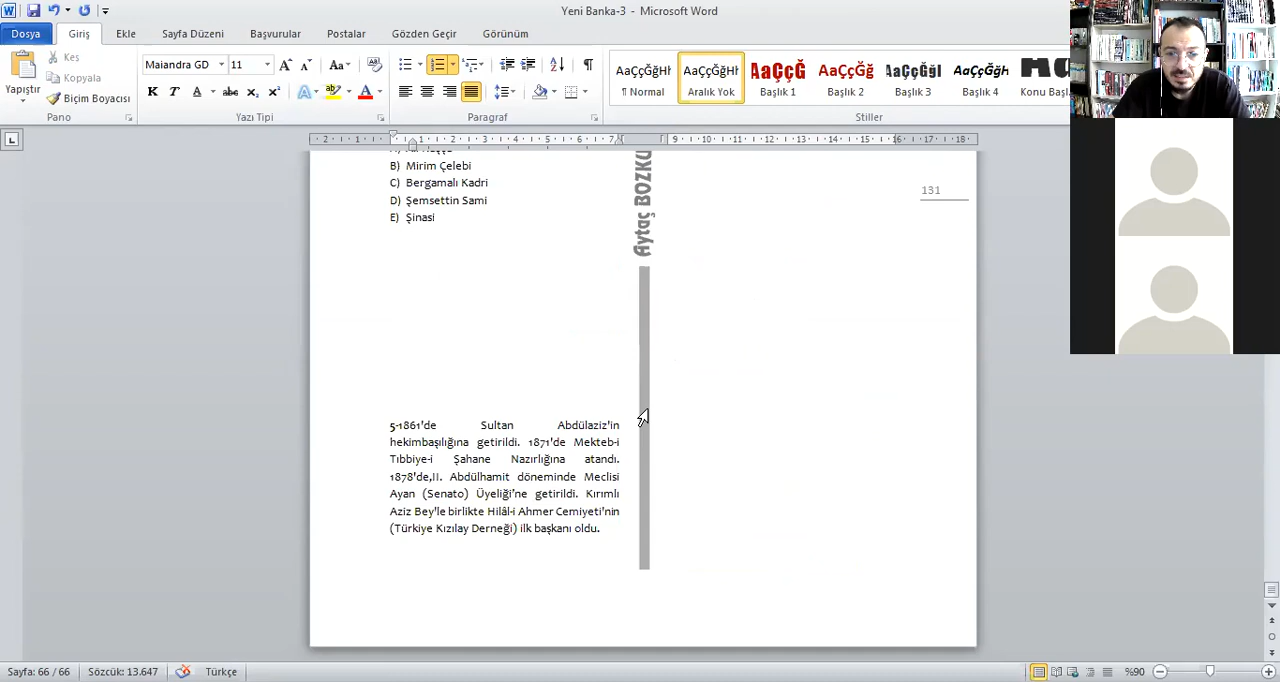 Yeni Banka-3 - Microsoft Word
Dosya Giriş Ekle Sayfa Düzeni Başvurular Postalar Gözden Geçir Görünüm
Yapıştır
Kes
Kopyala
Biçim Boyacısı
Pano
Maiandra GD 11
Yazı Tipi
Paragraf
AaÇçĞğHł AaÇçĞğHł AaÇçĞ AaÇçĞğ AaÇçĞğl AaÇçĞğH
¶ Normal Aralık Yok Başlık 1 Başlık 2 Başlık 3 Başlık 4 Konu Baş
Stiller
B) Mirim Çelebi
C) Bergamalı Kadri
D) Şemsettin Sami
E) Şinasi
Aytaç BOZKU
131
5-1861'de Sultan Abdülaziz'in
hekimbaşılığına getirildi. 1871'de Mekteb-i
Tıbbiye-i Şahane Nazırlığına atandı.
1878'de,II. Abdülhamit döneminde Meclisi
Ayan (Senato) Üyeliği'ne getirildi. Kırımlı
Aziz Bey'le birlikte Hilâl-i Ahmer Cemiyeti'nin
(Türkiye Kızılay Derneği) ilk başkanı oldu.
Sayfa: 66 / 66 Sözcük: 13.647 Türkçe
%90